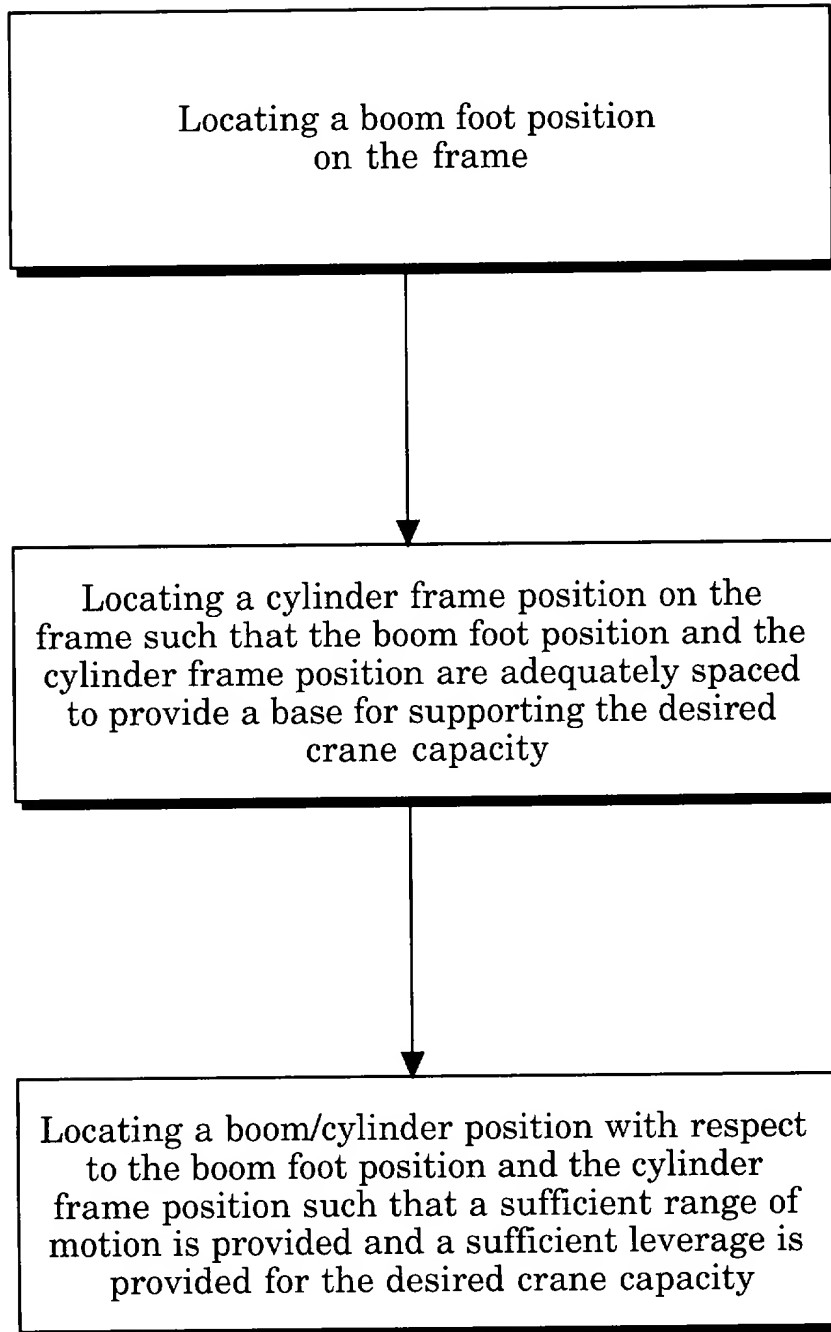 Locating a boom foot position
on the frame
Locating a cylinder frame position on the
frame such that the boom foot position and the
cylinder frame position are adequately spaced
to provide a base for supporting the desired
crane capacity
Locating a boom/cylinder position with respect
to the boom foot position and the cylinder
frame position such that a sufficient range of
motion is provided and a sufficient leverage is
provided for the desired crane capacity